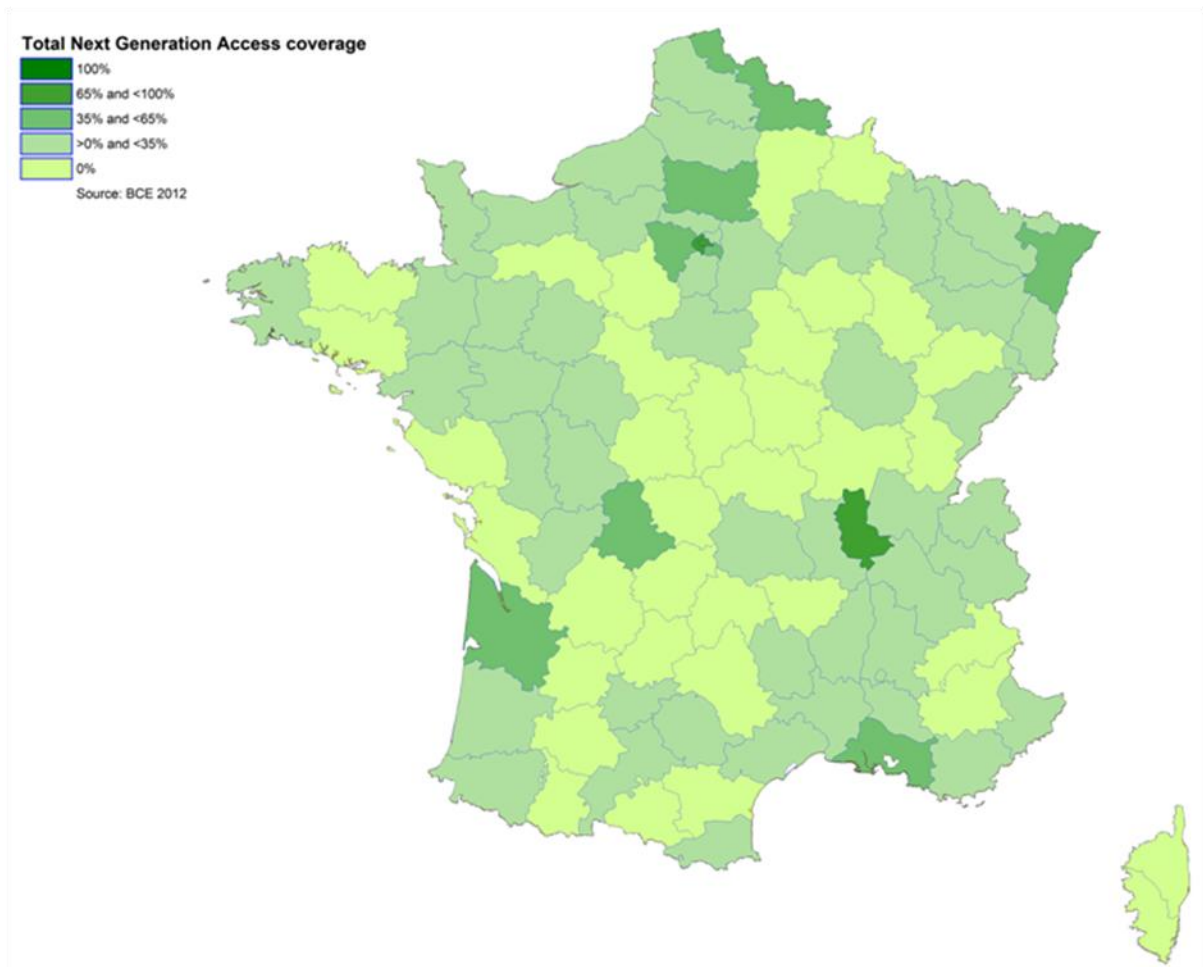 Total Next Generation Access coverage
100%
65% and <100%
35% and <65%
>0% and <35%
0%
Source: BCE 2012